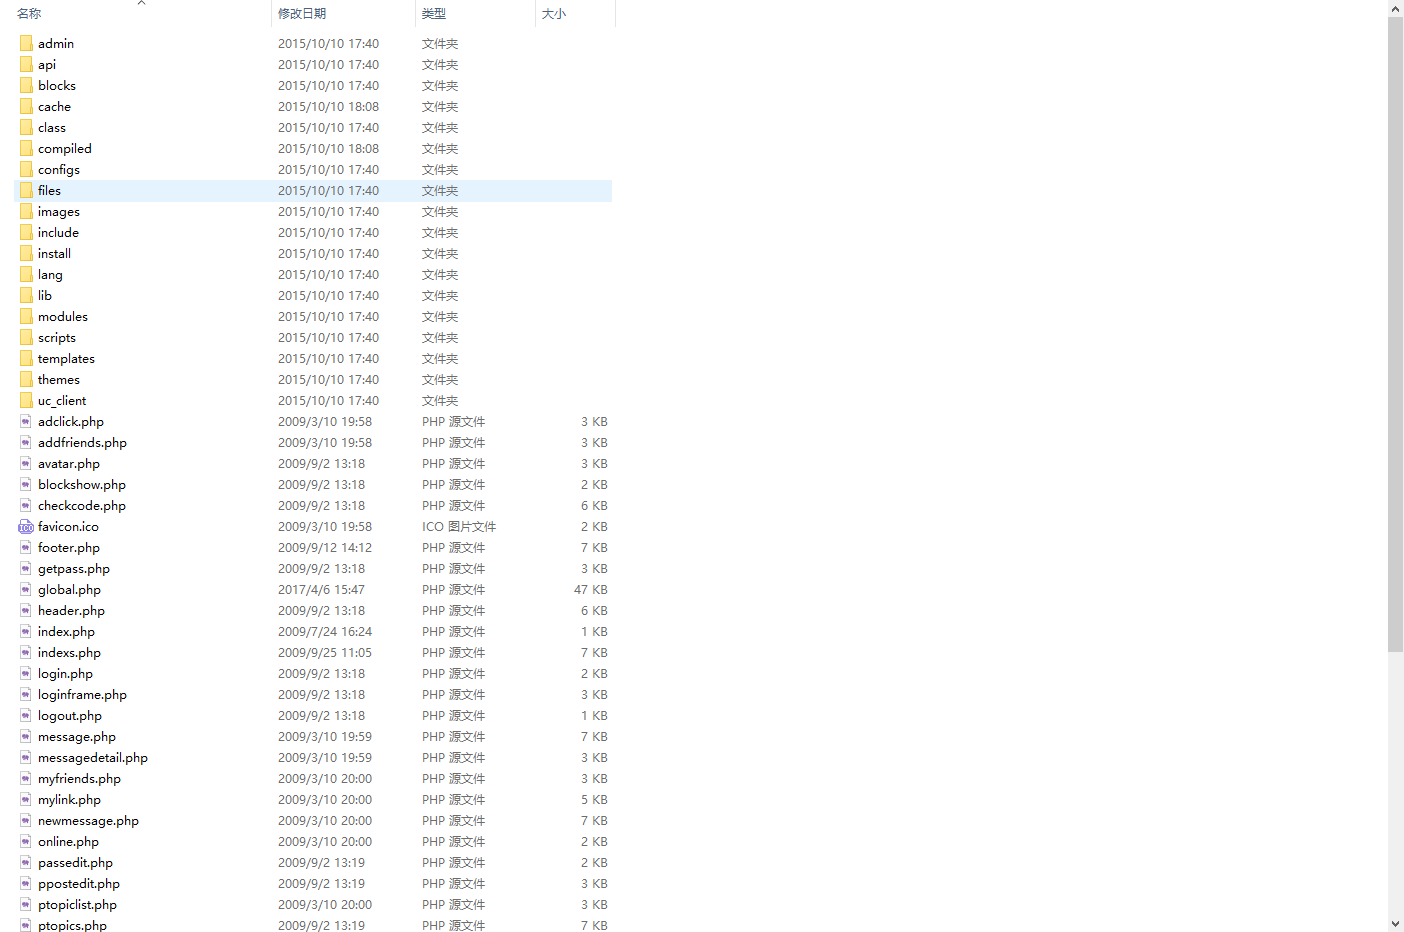 名称 修改日期 类型 大小
admin 2015/10/10 17:40 文件夹
api 2015/10/10 17:40 文件夹
blocks 2015/10/10 17:40 文件夹
cache 2015/10/10 18:08 文件夹
class 2015/10/10 17:40 文件夹
compiled 2015/10/10 18:08 文件夹
configs 2015/10/10 17:40 文件夹
files 2015/10/10 17:40 文件夹
images 2015/10/10 17:40 文件夹
include 2015/10/10 17:40 文件夹
install 2015/10/10 17:40 文件夹
lang 2015/10/10 17:40 文件夹
lib 2015/10/10 17:40 文件夹
modules 2015/10/10 17:40 文件夹
scripts 2015/10/10 17:40 文件夹
templates 2015/10/10 17:40 文件夹
themes 2015/10/10 17:40 文件夹
uc_client 2015/10/10 17:40 文件夹
adclick.php 2009/3/10 19:58 PHP 源文件 3 KB
addfriends.php 2009/3/10 19:58 PHP 源文件 3 KB
avatar.php 2009/9/2 13:18 PHP 源文件 3 KB
blockshow.php 2009/9/2 13:18 PHP 源文件 2 KB
checkcode.php 2009/9/2 13:18 PHP 源文件 6 KB
favicon.ico 2009/3/10 19:58 ICO 图片文件 2 KB
footer.php 2009/9/12 14:12 PHP 源文件 7 KB
getpass.php 2009/9/2 13:18 PHP 源文件 3 KB
global.php 2017/4/6 15:47 PHP 源文件 47 KB
header.php 2009/9/2 13:18 PHP 源文件 6 KB
index.php 2009/7/24 16:24 PHP 源文件 1 KB
indexs.php 2009/9/25 11:05 PHP 源文件 7 KB
login.php 2009/9/2 13:18 PHP 源文件 2 KB
loginframe.php 2009/9/2 13:18 PHP 源文件 3 KB
logout.php 2009/9/2 13:18 PHP 源文件 1 KB
message.php 2009/3/10 19:59 PHP 源文件 7 KB
messagedetail.php 2009/3/10 19:59 PHP 源文件 3 KB
myfriends.php 2009/3/10 20:00 PHP 源文件 3 KB
mylink.php 2009/3/10 20:00 PHP 源文件 5 KB
newmessage.php 2009/3/10 20:00 PHP 源文件 7 KB
online.php 2009/3/10 20:00 PHP 源文件 2 KB
passedit.php 2009/9/2 13:19 PHP 源文件 2 KB
ppostedit.php 2009/9/2 13:19 PHP 源文件 3 KB
ptopiclist.php 2009/3/10 20:00 PHP 源文件 3 KB
ptopics.php 2009/9/2 13:19 PHP 源文件 7 KB